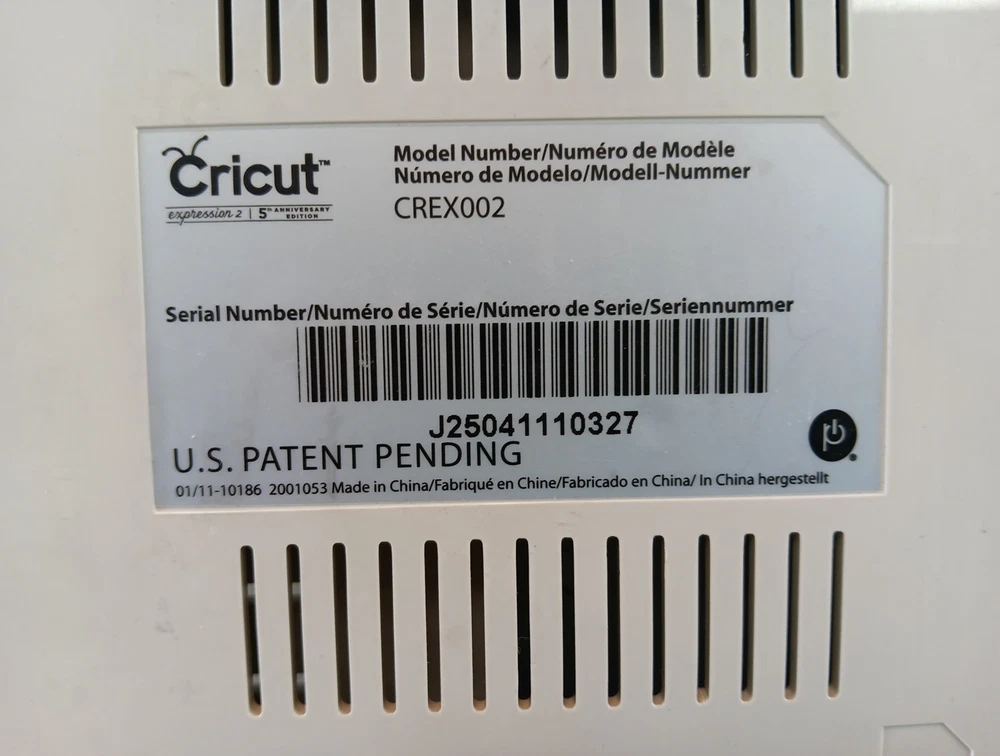 Cricut™
expression 2 | 5th ANNIVERSARY EDITION
Model Number/Numéro de Modèle
Número de Modelo/Modell-Nummer
CREX002
Serial Number/Numéro de Série/Número de Serie/Seriennummer
J25041110327
U.S. PATENT PENDING
01/11-10186 2001053 Made in China/Fabriqué en Chine/Fabricado en China/ In China hergestellt